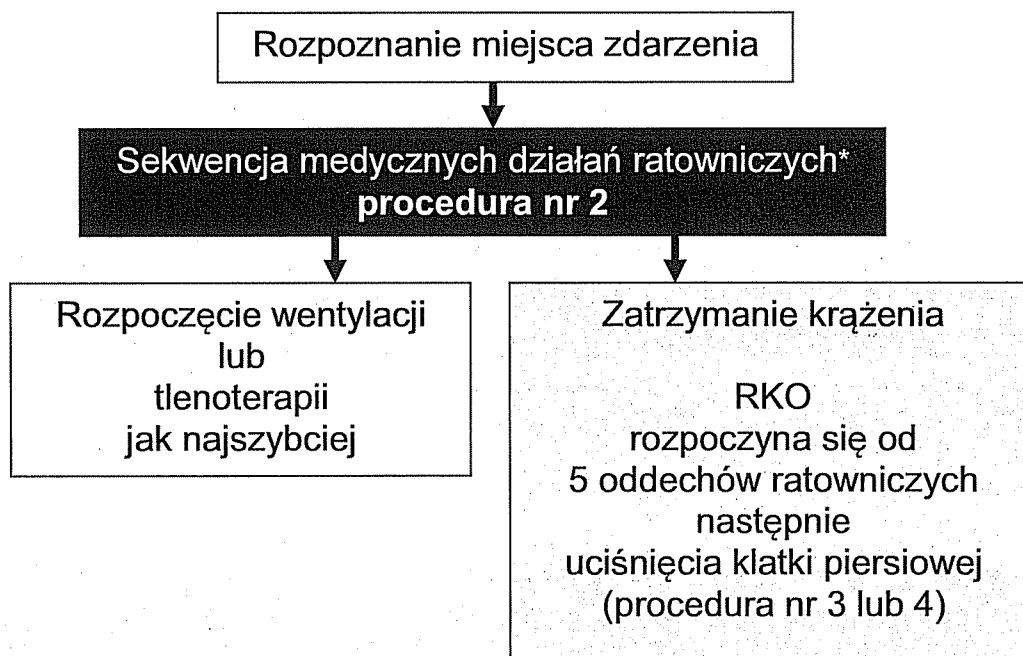 Rozpoznanie miejsca zdarzenia
Sekwencja medycznych działań ratowniczych*
procedura nr 2
Rozpoczęcie wentylacji
lub
tlenoterapii
jak najszybciej
Zatrzymanie krążenia
RKO
rozpoczyna się od
5 oddechów ratowniczych
następnie
uciśnięcia klatki piersiowej
(procedura nr 3 lub 4)